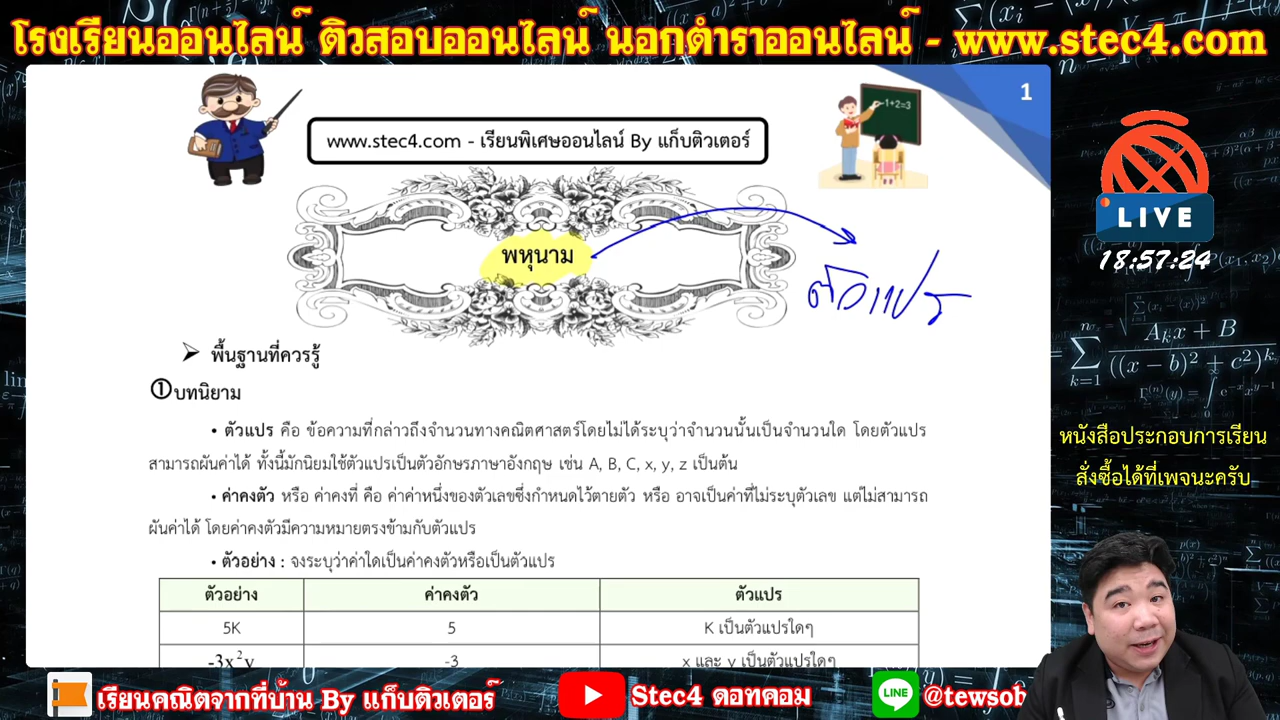 โรงเรียนออนไลน์ ติวสอบออนไลน์ นอกตำราออนไลน์ - www.stec4.com
1
-1+2=3
www.stec4.com - เรียนพิเศษออนไลน์ By แก็บติวเตอร์
LIVE
18:57:24
พหุนาม
ตัวแปร
➢ พื้นฐานที่ควรรู้
①บทนิยาม
• ตัวแปร คือ ข้อความที่กล่าวถึงจำนวนทางคณิตศาสตร์โดยไม่ได้ระบุว่าจำนวนนั้นเป็นจำนวนใด โดยตัวแปร
สามารถผันค่าได้ ทั้งนี้มักนิยมใช้ตัวแปรเป็นตัวอักษรภาษาอังกฤษ เช่น A, B, C, x, y, z เป็นต้น
• ค่าคงตัว หรือ ค่าคงที่ คือ ค่าค่าหนึ่งของตัวเลขซึ่งกำหนดไว้ตายตัว หรือ อาจเป็นค่าที่ไม่ระบุตัวเลข แต่ไม่สามารถ
ผันค่าได้ โดยค่าคงตัวมีความหมายตรงข้ามกับตัวแปร
• ตัวอย่าง : จงระบุว่าค่าใดเป็นค่าคงตัวหรือเป็นตัวแปร
ตัวอย่าง ค่าคงตัว ตัวแปร
5K 5 K เป็นตัวแปรใดๆ
-3x²y -3 x และ y เป็นตัวแปรใดๆ
หนังสือประกอบการเรียน
สั่งซื้อได้ที่เพจนะครับ
เรียนคณิตจากที่บ้าน By แก็บติวเตอร์
Stec4 ดอทคอม
LINE @tewsob